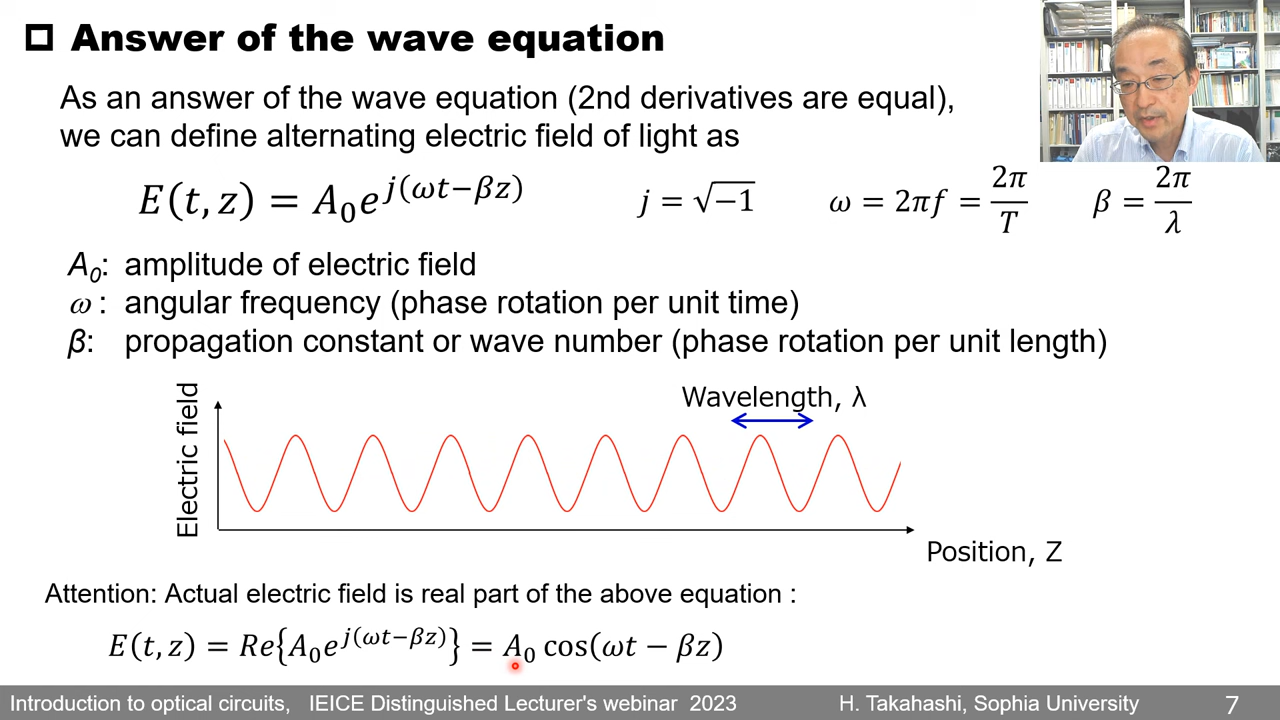 Answer of the wave equation
As an answer of the wave equation (2nd derivatives are equal),
we can define alternating electric field of light as
E(t, z) = A₀e^{j(ωt−βz)}    j = √−1    ω = 2πf = 2π/T    β = 2π/λ
A₀: amplitude of electric field
ω : angular frequency (phase rotation per unit time)
β: propagation constant or wave number (phase rotation per unit length)
Wavelength, λ
Electric field
Position, Z
Attention: Actual electric field is real part of the above equation :
E(t, z) = Re{A₀e^{j(ωt−βz)}} = A₀ cos(ωt − βz)
Introduction to optical circuits, IEICE Distinguished Lecturer's webinar 2023 H. Takahashi, Sophia University 7